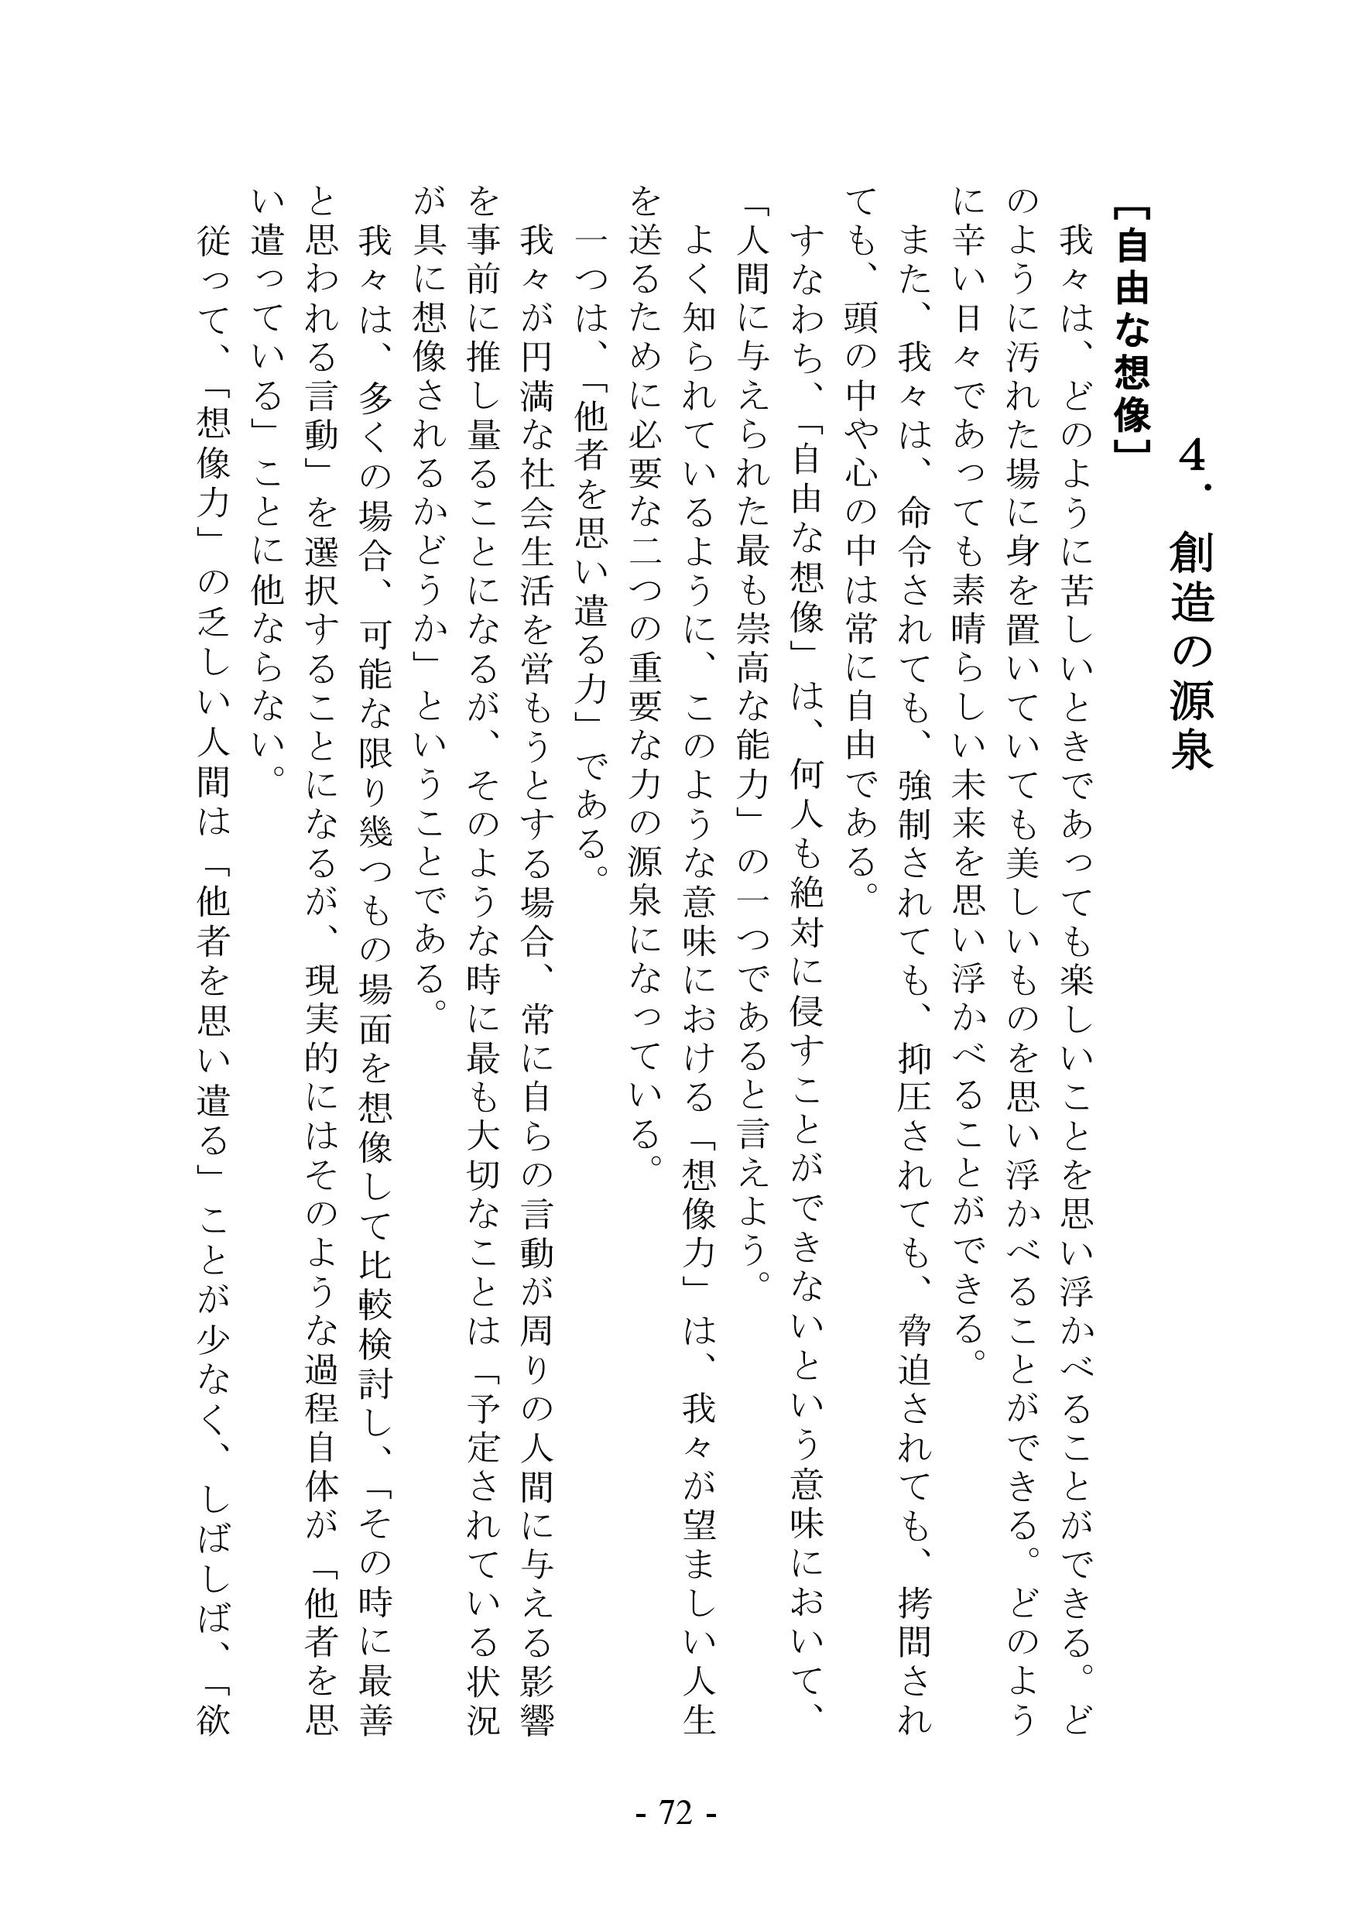 4．創造の源泉
［自由な想像］
我々は、どのように苦しいときであっても楽しいことを思い浮かべることができる。ど
のように汚れた場に身を置いていても美しいものを思い浮かべることができる。どのよう
に辛い日々であっても素晴らしい未来を思い浮かべることができる。
また、我々は、命令されても、強制されても、抑圧されても、脅迫されても、拷問され
ても、頭の中や心の中は常に自由である。
すなわち、「自由な想像」は、何人も絶対に侵すことができないという意味において、
「人間に与えられた最も崇高な能力」の一つであると言えよう。
よく知られているように、このような意味における「想像力」は、我々が望ましい人生
を送るために必要な二つの重要な力の源泉になっている。
一つは、「他者を思い遣る力」である。
我々が円満な社会生活を営もうとする場合、常に自らの言動が周りの人間に与える影響
を事前に推し量ることになるが、そのような時に最も大切なことは「予定されている状況
が具に想像されるかどうか」ということである。
我々は、多くの場合、可能な限り幾つもの場面を想像して比較検討し、「その時に最善
と思われる言動」を選択することになるが、現実的にはそのような過程自体が「他者を思
い遣っている」ことに他ならない。
従って、「想像力」の乏しい人間は「他者を思い遣る」ことが少なく、しばしば、「欲
- 72 -